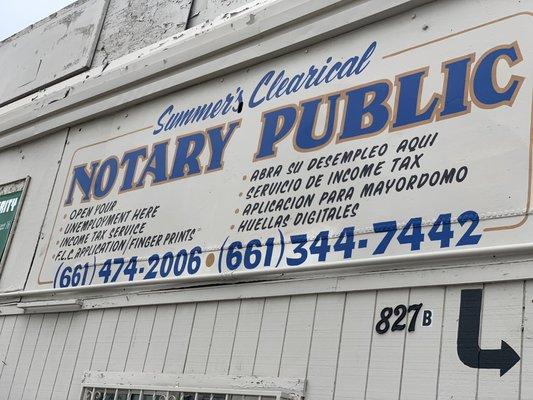 Summer's Clearical
NOTARY PUBLIC
• OPEN YOUR
UNEMPLOYMENT HERE
• INCOME TAX SERVICE
• F.L.C. APPLICATION/FINGER PRINTS
• ABRA SU DESEMPLEO AQUI
• SERVICIO DE INCOME TAX
• APLICACION PARA MAYORDOMO
• HUELLAS DIGITALES
(661) 474-2006 • (661) 344-7442
827B